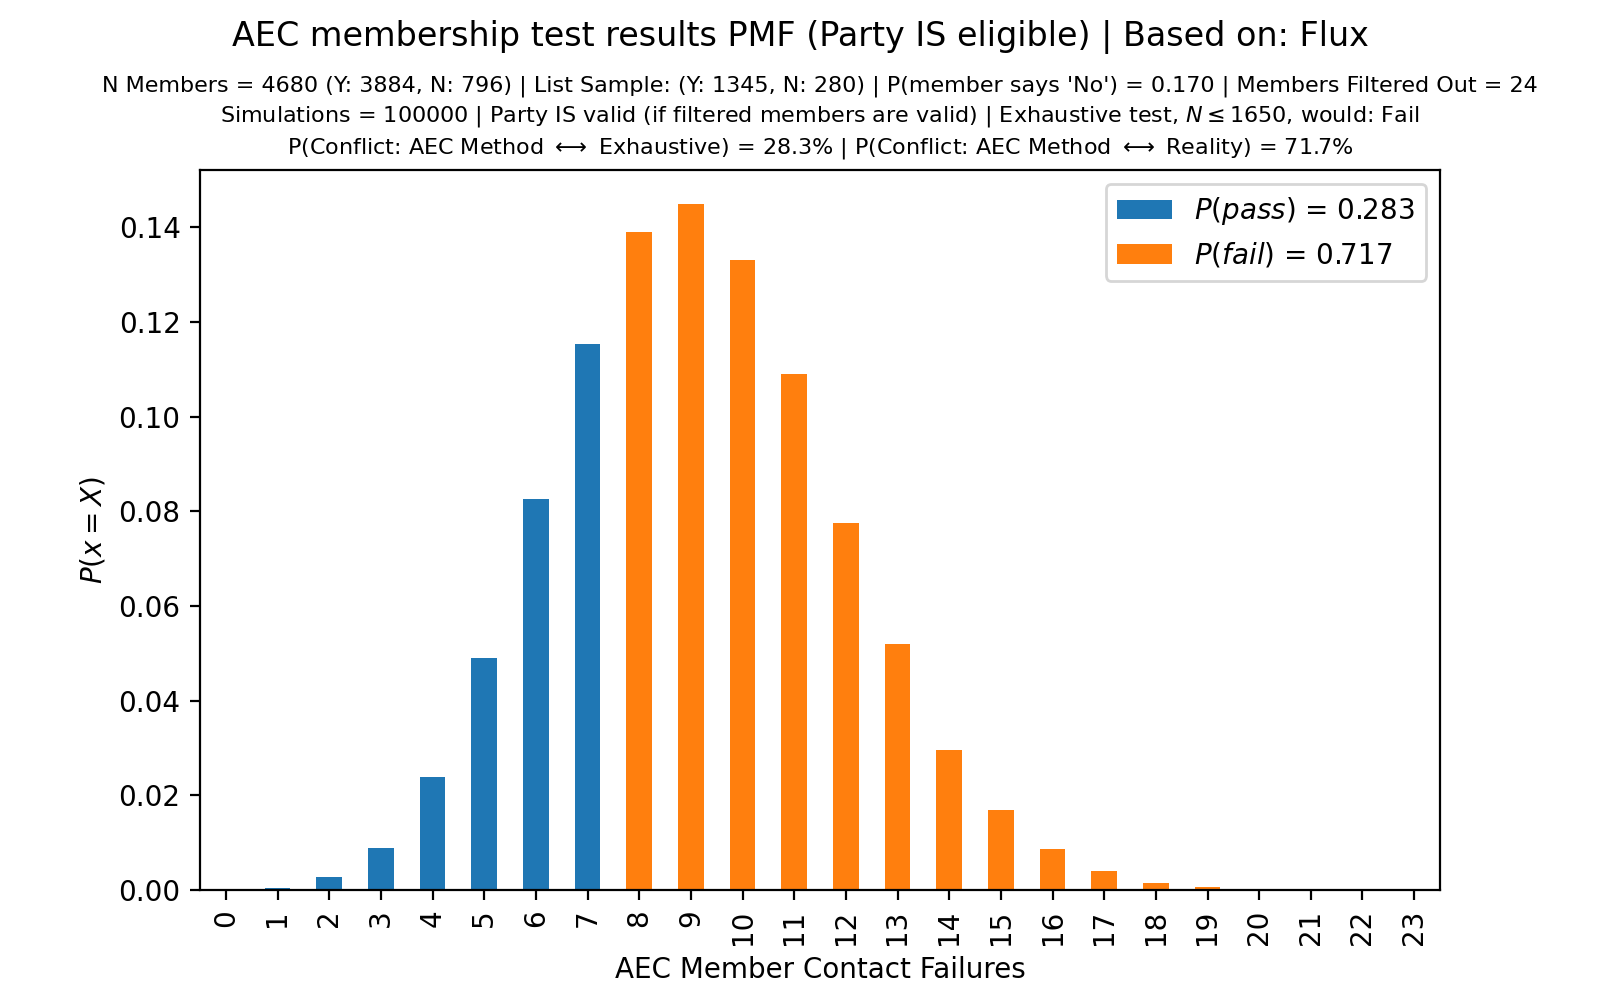 AEC membership test results PMF (Party IS eligible) | Based on: Flux
N Members = 4680 (Y: 3884, N: 796) | List Sample: (Y: 1345, N: 280) | P(member says 'No') = 0.170 | Members Filtered Out = 24
Simulations = 100000 | Party IS valid (if filtered members are valid) | Exhaustive test, N ≤ 1650, would: Fail
P(Conflict: AEC Method ⟷ Exhaustive) = 28.3% | P(Conflict: AEC Method ⟷ Reality) = 71.7%
P(pass) = 0.283
P(fail) = 0.717
0.14
0.12
0.10
0.08
0.06
0.04
0.02
0.00
P(x = X)
0 1 2 3 4 5 6 7 8 9 10 11 12 13 14 15 16 17 18 19 20 21 22 23
AEC Member Contact Failures